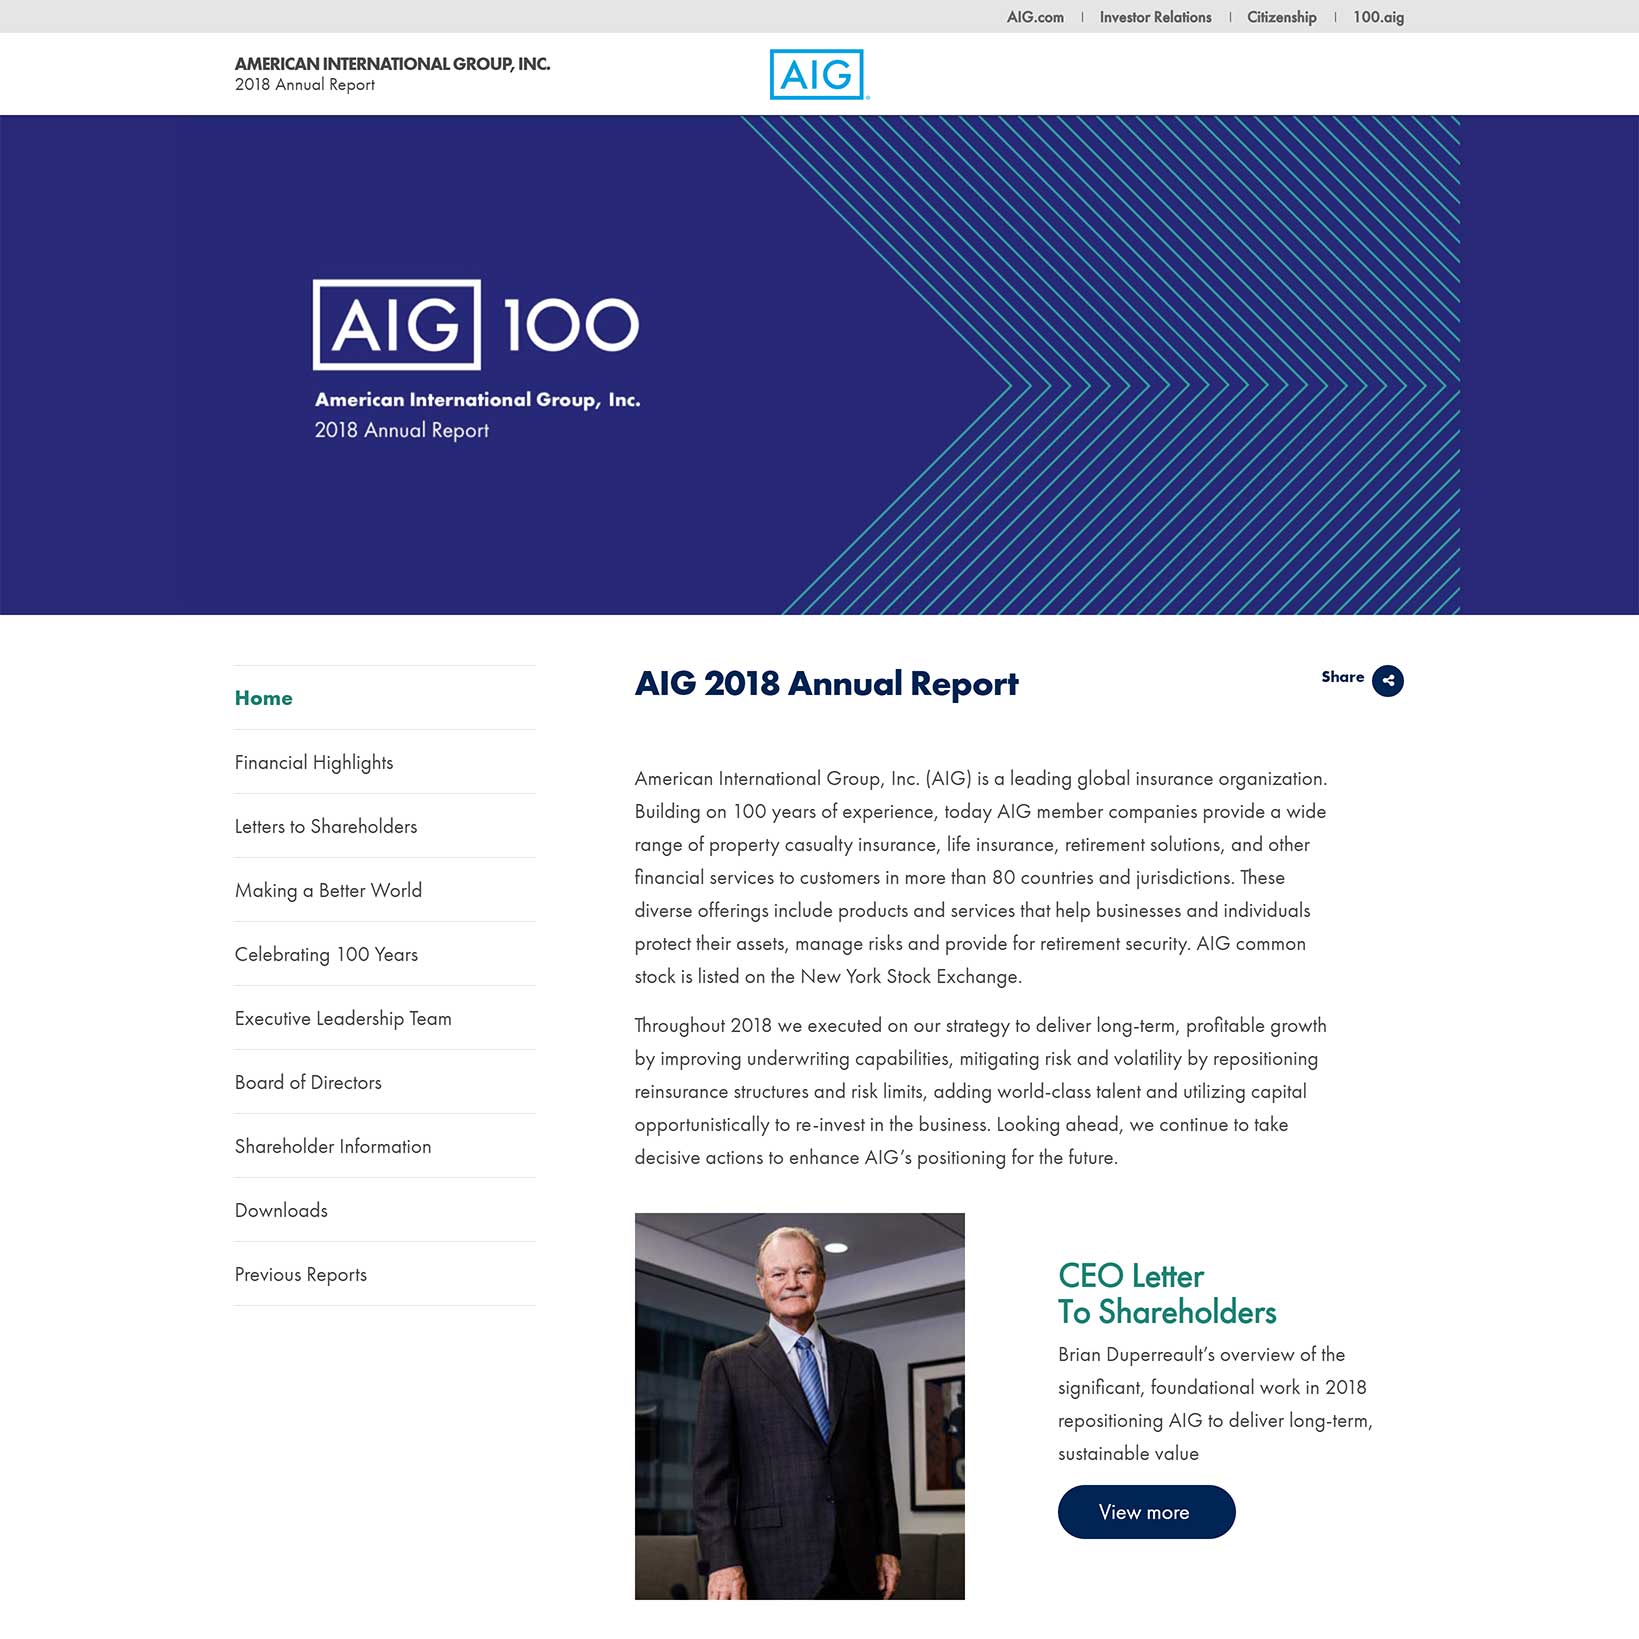 AIG.com | Investor Relations | Citizenship | 100.aig
AMERICAN INTERNATIONAL GROUP, INC.
2018 Annual Report
AIG
AIG 100
American International Group, Inc.
2018 Annual Report
Home
Financial Highlights
Letters to Shareholders
Making a Better World
Celebrating 100 Years
Executive Leadership Team
Board of Directors
Shareholder Information
Downloads
Previous Reports
AIG 2018 Annual Report
Share
American International Group, Inc. (AIG) is a leading global insurance organization.
Building on 100 years of experience, today AIG member companies provide a wide
range of property casualty insurance, life insurance, retirement solutions, and other
financial services to customers in more than 80 countries and jurisdictions. These
diverse offerings include products and services that help businesses and individuals
protect their assets, manage risks and provide for retirement security. AIG common
stock is listed on the New York Stock Exchange.
Throughout 2018 we executed on our strategy to deliver long-term, profitable growth
by improving underwriting capabilities, mitigating risk and volatility by repositioning
reinsurance structures and risk limits, adding world-class talent and utilizing capital
opportunistically to re-invest in the business. Looking ahead, we continue to take
decisive actions to enhance AIG’s positioning for the future.
CEO Letter
To Shareholders
Brian Duperreault’s overview of the
significant, foundational work in 2018
repositioning AIG to deliver long-term,
sustainable value
View more